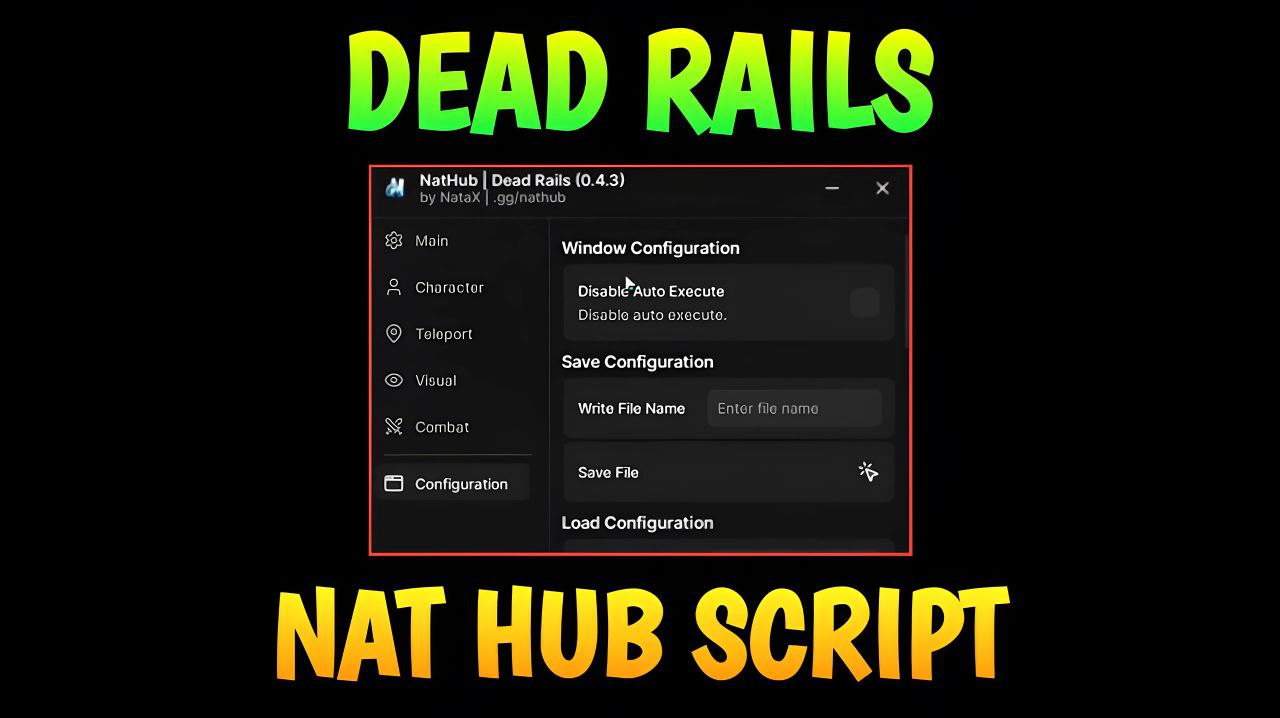 DEAD RAILS
NatHub | Dead Rails (0.4.3)
by NataX | .gg/nathub
Main
Character
Teleport
Visual
Combat
Configuration
Window Configuration
Disable Auto Execute
Disable auto execute.
Save Configuration
Write File Name
Enter file name
Save File
Load Configuration
NAT HUB SCRIPT